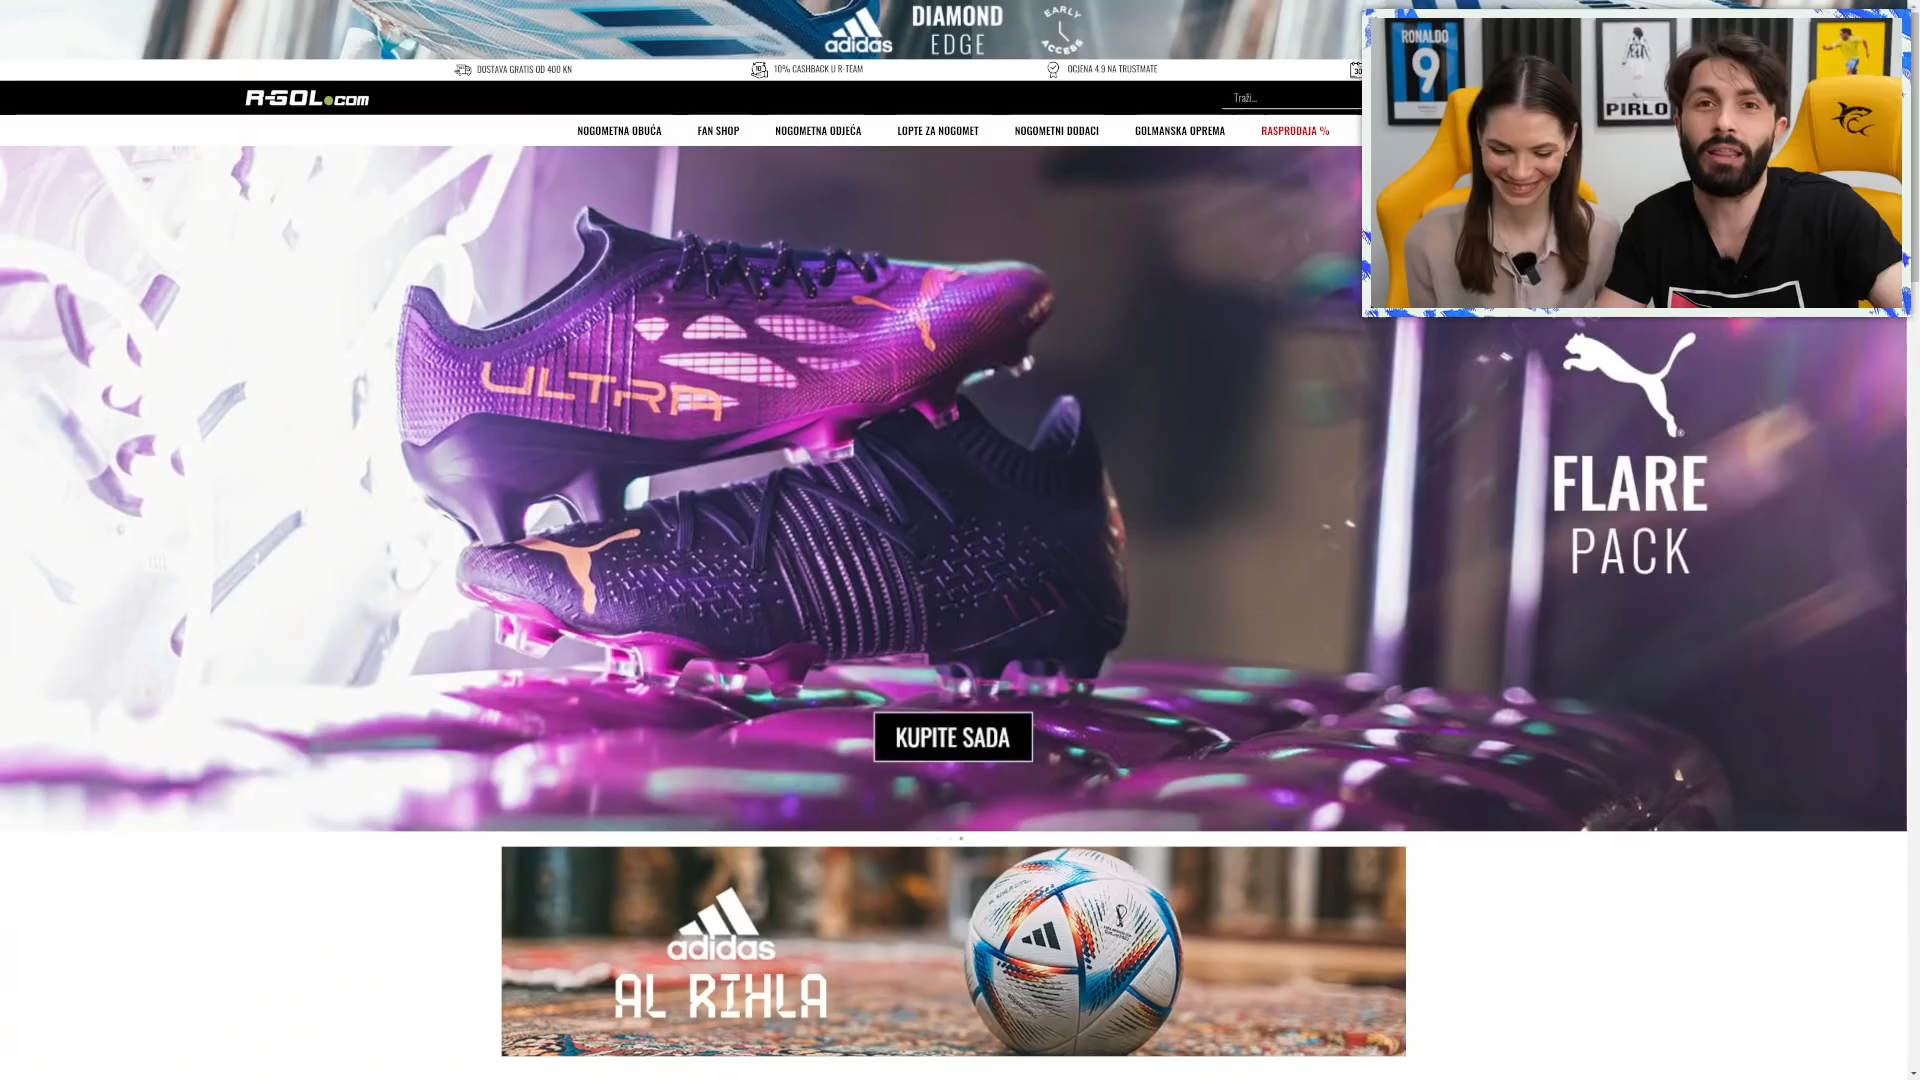 adidas
DIAMOND
EDGE
EARLY
ACCESS
DOSTAVA GRATIS OD 400 KN
10% CASHBACK U R-TEAM
OCJENA 4.9 NA TRUSTMATE
30
R-GOL.com
Traži...
NOGOMETNA OBUĆA
FAN SHOP
NOGOMETNA ODJEĆA
LOPTE ZA NOGOMET
NOGOMETNI DODACI
GOLMANSKA OPREMA
RASPRODAJA %
RONALDO
9
PIRLO
ULTRA
FLARE
PACK
KUPITE SADA
adidas
AL RIHLA